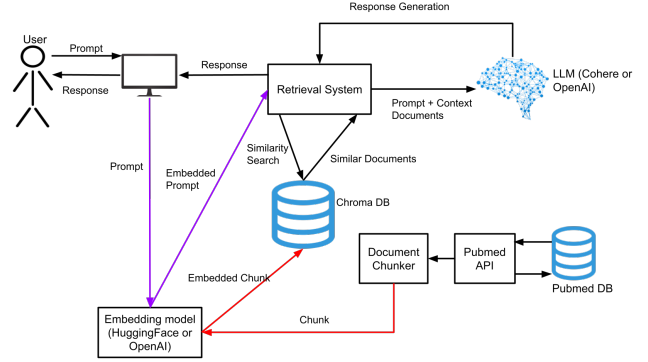 Response Generation
User
Prompt
Response
Response
Retrieval System
LLM (Cohere or
OpenAI)
Prompt + Context
Documents
Prompt
Embedded
Prompt
Similarity
Search
Similar Documents
Chroma DB
Document
Chunker
Pubmed
API
Pubmed DB
Embedded Chunk
Chunk
Embedding model
(HuggingFace or
OpenAI)